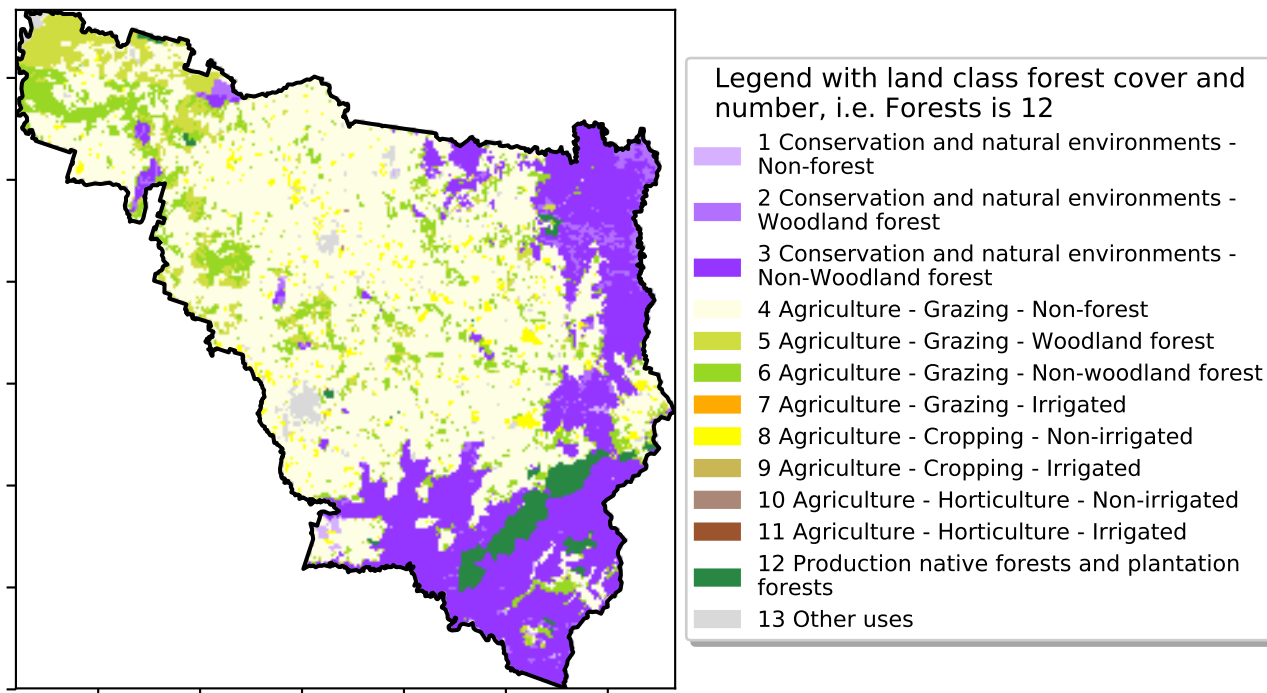 Legend with land class forest cover and
number, i.e. Forests is 12
1 Conservation and natural environments -
Non-forest
2 Conservation and natural environments -
Woodland forest
3 Conservation and natural environments -
Non-Woodland forest
4 Agriculture - Grazing - Non-forest
5 Agriculture - Grazing - Woodland forest
6 Agriculture - Grazing - Non-woodland forest
7 Agriculture - Grazing - Irrigated
8 Agriculture - Cropping - Non-irrigated
9 Agriculture - Cropping - Irrigated
10 Agriculture - Horticulture - Non-irrigated
11 Agriculture - Horticulture - Irrigated
12 Production native forests and plantation
forests
13 Other uses